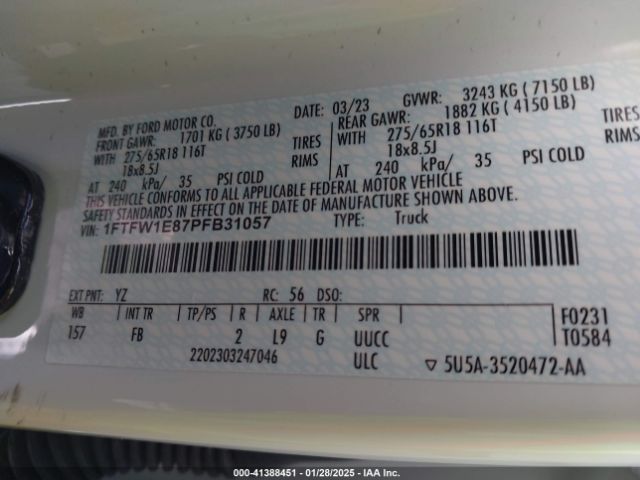 MFD. BY FORD MOTOR CO.
DATE: 03/23 GVWR: 3243 KG ( 7150 LB)
FRONT GAWR: 1701 KG ( 3750 LB)
REAR GAWR: 1882 KG ( 4150 LB)
WITH 275/65R18 116T TIRES
WITH 275/65R18 116T TIRES
18x8.5J RIMS
18x8.5J RIMS
AT 240 kPa/ 35 PSI COLD
AT 240 kPa/ 35 PSI COLD
THIS VEHICLE CONFORMS TO ALL APPLICABLE FEDERAL MOTOR VEHICLE
SAFETY STANDARDS IN EFFECT ON THE DATE OF MANUFACTURE SHOWN ABOVE.
VIN: 1FTFW1E87PFB31057 TYPE: Truck
EXT PNT: YZ RC: 56 DSO:
WB INT TR TP/PS R AXLE TR SPR F0231
157 FB 2 L9 G UUCC T0584
2202303247046 ULC ▽ 5U5A-3520472-AA
000-41388451 - 01/28/2025 - IAA Inc.